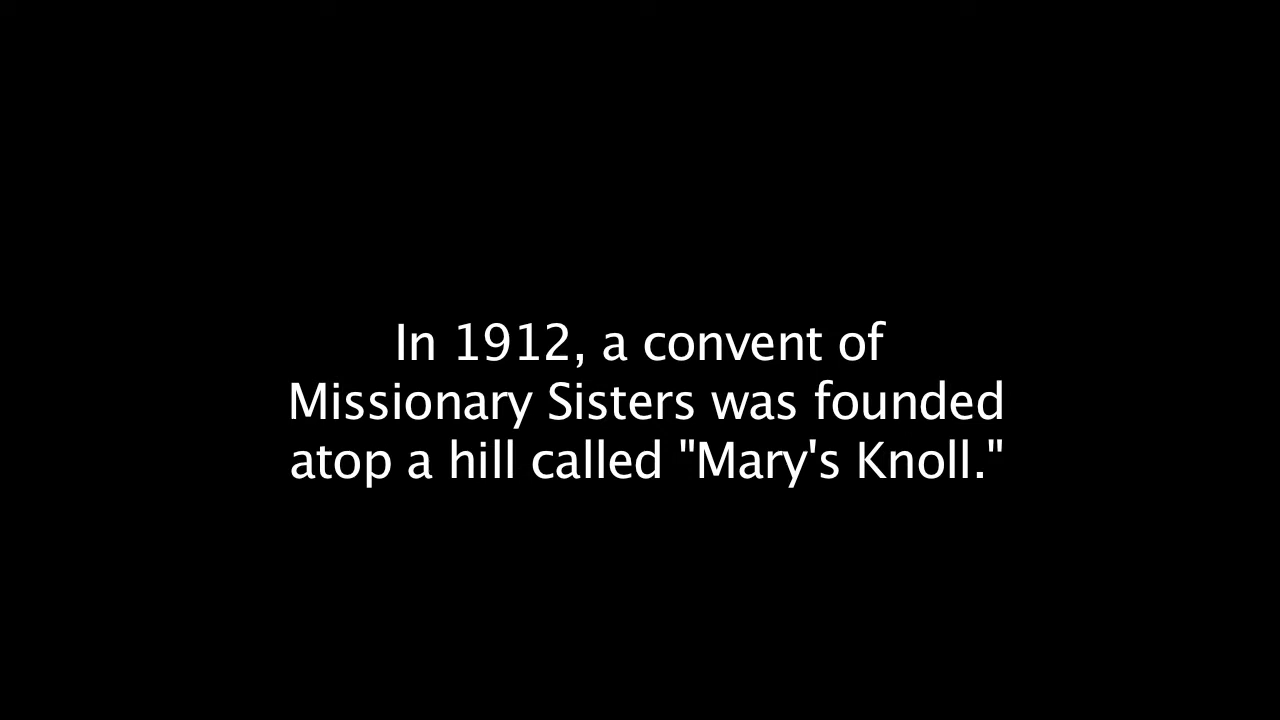 In 1912, a convent of
Missionary Sisters was founded
atop a hill called "Mary's Knoll."